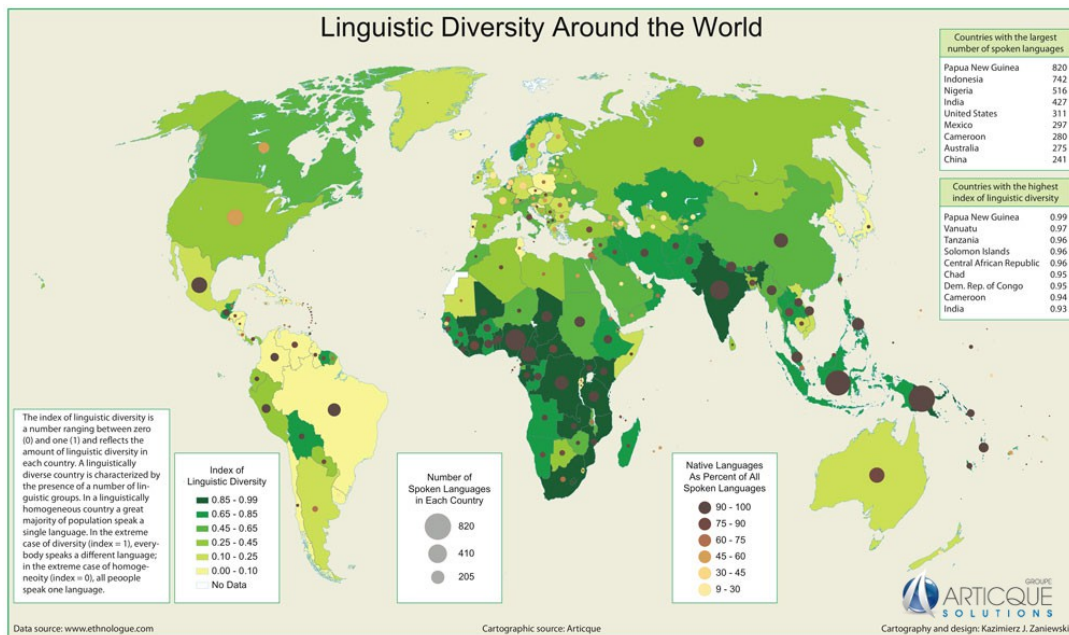 Linguistic Diversity Around the World
Countries with the largest
number of spoken languages
Papua New Guinea 820
Indonesia 742
Nigeria 516
India 427
United States 311
Mexico 297
Cameroon 280
Australia 275
China 241
Countries with the highest
index of linguistic diversity
Papua New Guinea 0.99
Vanuatu 0.97
Tanzania 0.96
Solomon Islands 0.96
Central African Republic 0.96
Chad 0.95
Dem. Rep. of Congo 0.95
Cameroon 0.94
India 0.93
The index of linguistic diversity is
a number ranging between zero
(0) and one (1) and reflects the
amount of linguistic diversity in
each country. A linguistically
diverse country is characterized by
the presence of a number of lin-
guistic groups. In a linguistically
homogeneous country a great
majority of population speak a
single language. In the extreme
case of diversity (index = 1), every-
body speaks a different language;
in the extreme case of homoge-
neity (index = 0), all peoople
speak one language.
Index of
Linguistic Diversity
0.85 - 0.99
0.65 - 0.85
0.45 - 0.65
0.25 - 0.45
0.10 - 0.25
0.00 - 0.10
No Data
Number of
Spoken Languages
in Each Country
820
410
205
Native Languages
As Percent of All
Spoken Languages
90 - 100
75 - 90
60 - 75
45 - 60
30 - 45
9 - 30
GROUPE
ARTICQUE
SOLUTIONS
Data source: www.ethnologue.com
Cartographic source: Articque
Cartography and design: Kazimierz J. Zaniewski